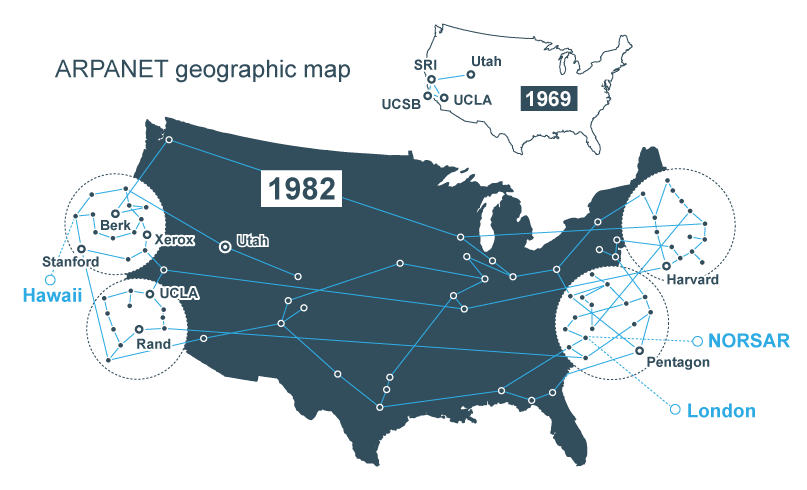 ARPANET geographic map
SRI
Utah
UCSB
UCLA
1969
1982
Berk
Xerox
Utah
Stanford
Hawaii
UCLA
Rand
Harvard
NORSAR
Pentagon
London